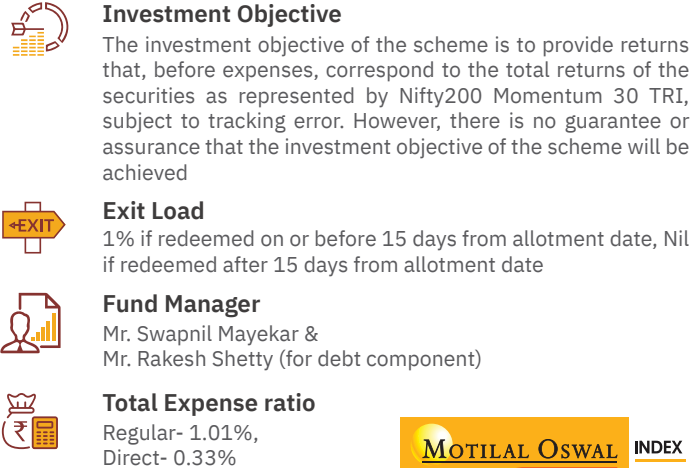 Investment Objective
The investment objective of the scheme is to provide returns
that, before expenses, correspond to the total returns of the
securities as represented by Nifty200 Momentum 30 TRI,
subject to tracking error. However, there is no guarantee or
assurance that the investment objective of the scheme will be
achieved
EXIT
Exit Load
1% if redeemed on or before 15 days from allotment date, Nil
if redeemed after 15 days from allotment date
Fund Manager
Mr. Swapnil Mayekar &
Mr. Rakesh Shetty (for debt component)
₹
Total Expense ratio
Regular- 1.01%,
Direct- 0.33%
MOTILAL OSWAL
INDEX